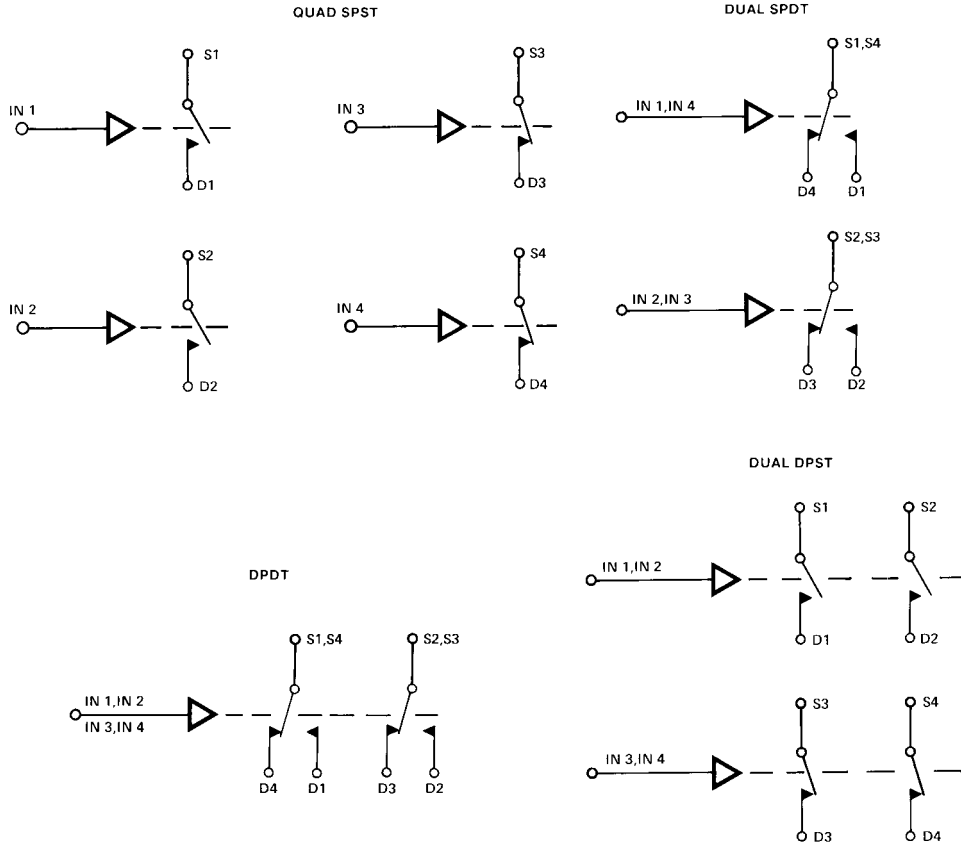 QUAD SPST
S1
IN 1
D1
S3
IN 3
D3
S2
IN 2
D2
S4
IN 4
D4
DUAL SPDT
S1,S4
IN 1,IN 4
D4 D1
S2,S3
IN 2,IN 3
D3 D2
DPDT
S1,S4 S2,S3
IN 1,IN 2
IN 3,IN 4
D4 D1 D3 D2
DUAL DPST
S1 S2
IN 1,IN 2
D1 D2
S3 S4
IN 3,IN 4
D3 D4